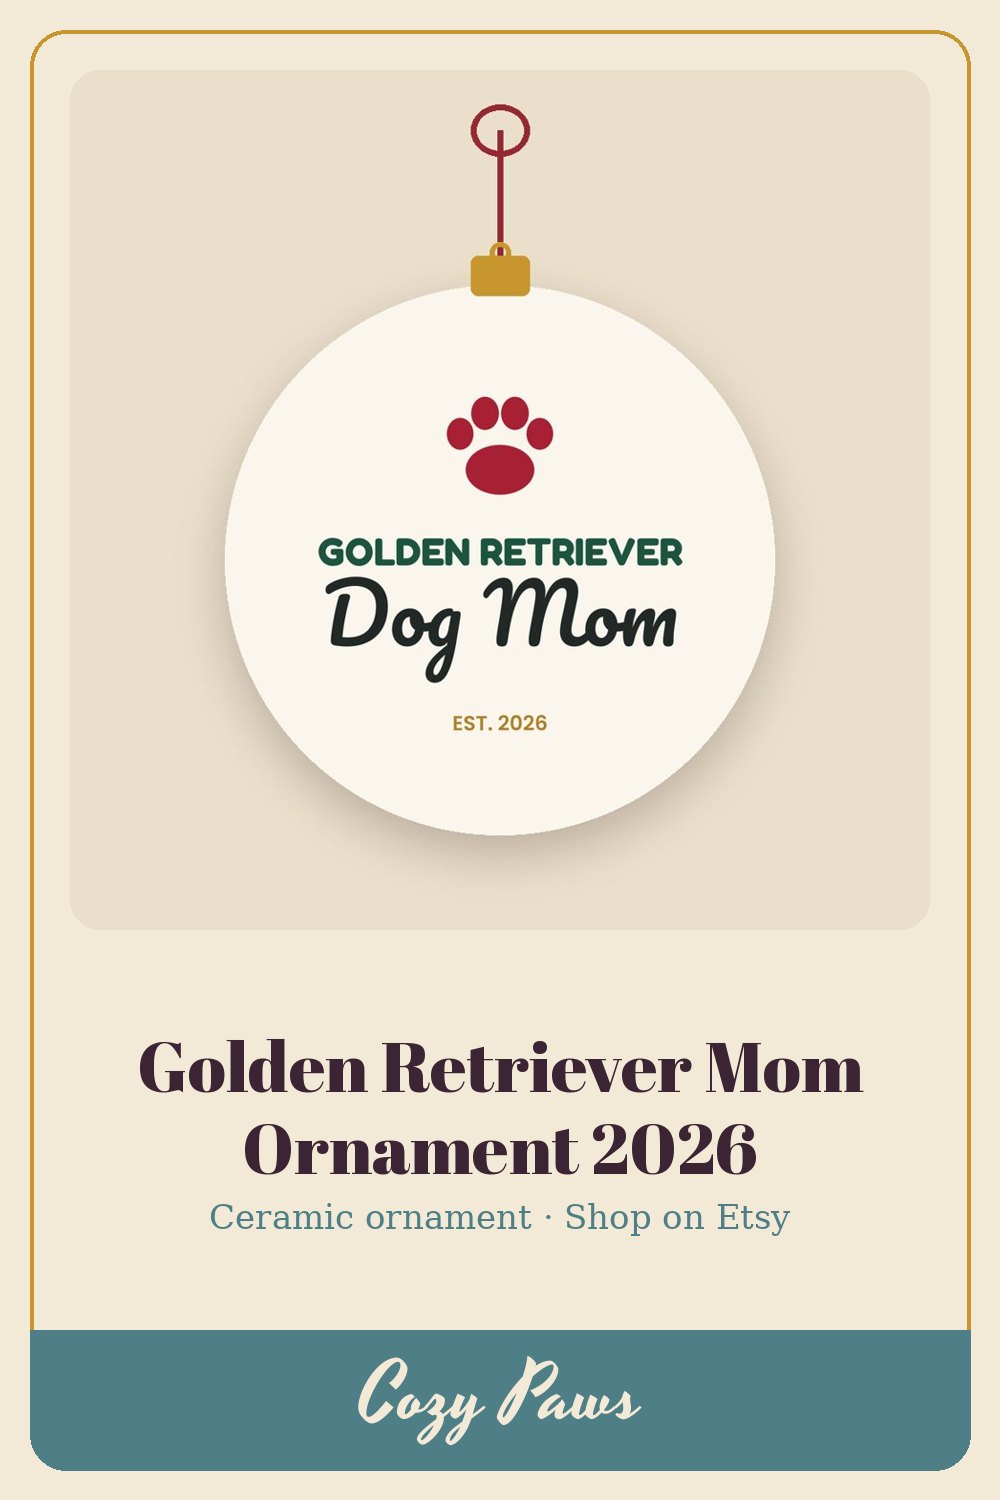 GOLDEN RETRIEVER
Dog Mom
EST. 2026
Golden Retriever Mom
Ornament 2026
Ceramic ornament · Shop on Etsy
Cozy Paws